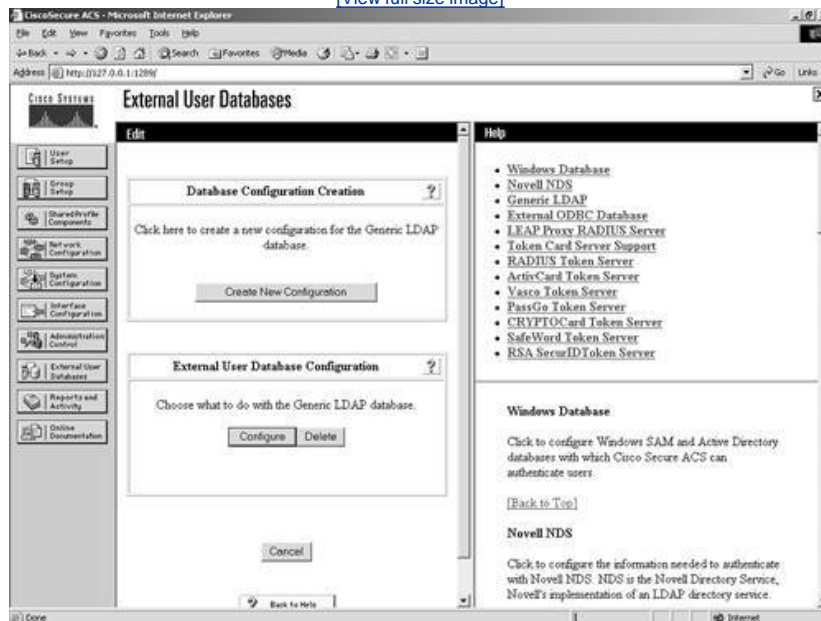 [View full size image]
CiscoSecure ACS - Microsoft Internet Explorer
File Edit View Favorites Tools Help
Back Search Favorites Media
Address http://127.0.0.1:1289/ Go Links
CISCO SYSTEMS
External User Databases
Edit
User Setup
Group Setup
Shared Profile Components
Network Configuration
System Configuration
Interface Configuration
Administration Control
External User Databases
Reports and Activity
Online Documentation
Database Configuration Creation ?
Click here to create a new configuration for the Generic LDAP
database.
Create New Configuration
External User Database Configuration ?
Choose what to do with the Generic LDAP database.
Configure Delete
Cancel
? Back to Help
Help
Windows Database
Novell NDS
Generic LDAP
External ODBC Database
LEAP Proxy RADIUS Server
Token Card Server Support
RADIUS Token Server
ActivCard Token Server
Vasco Token Server
PassGo Token Server
CRYPTOCard Token Server
SafeWord Token Server
RSA SecurIDToken Server
Windows Database
Click to configure Windows SAM and Active Directory
databases with which Cisco Secure ACS can
authenticate users.
[Back to Top]
Novell NDS
Click to configure the information needed to authenticate
with Novell NDS. NDS is the Novell Directory Service,
Novell's implementation of an LDAP directory service.
Done Internet